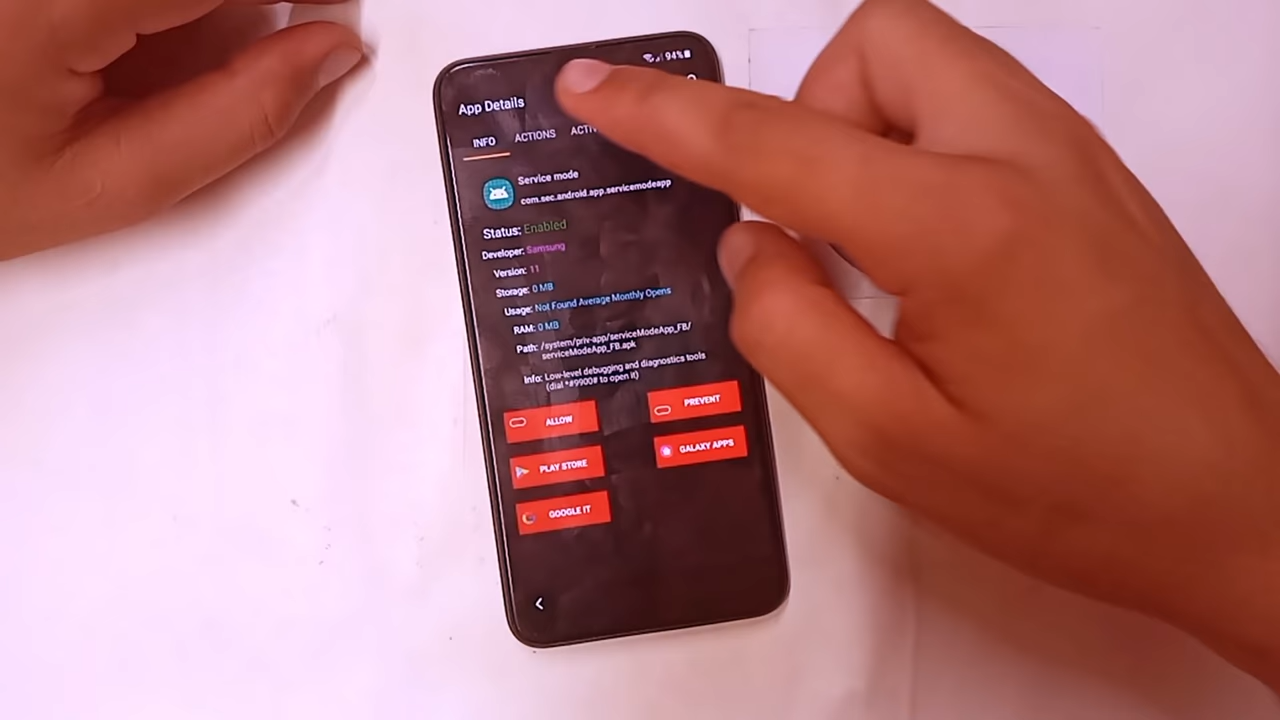 94%
App Details
INFO ACTIONS
Service mode
com.sec.android.app.servicemodeapp
Status: Enabled
Developer: Samsung
Version: 11
Storage: 0 MB
Usage: Not Found Average Monthly Opens
RAM: 0 MB
Path: /system/priv-app/serviceModeApp_FB/
serviceModeApp_FB.apk
Info: Low-level debugging and diagnostics tools
(dial *#9900# to open it)
ALLOW PREVENT
PLAY STORE GALAXY APPS
GOOGLE IT